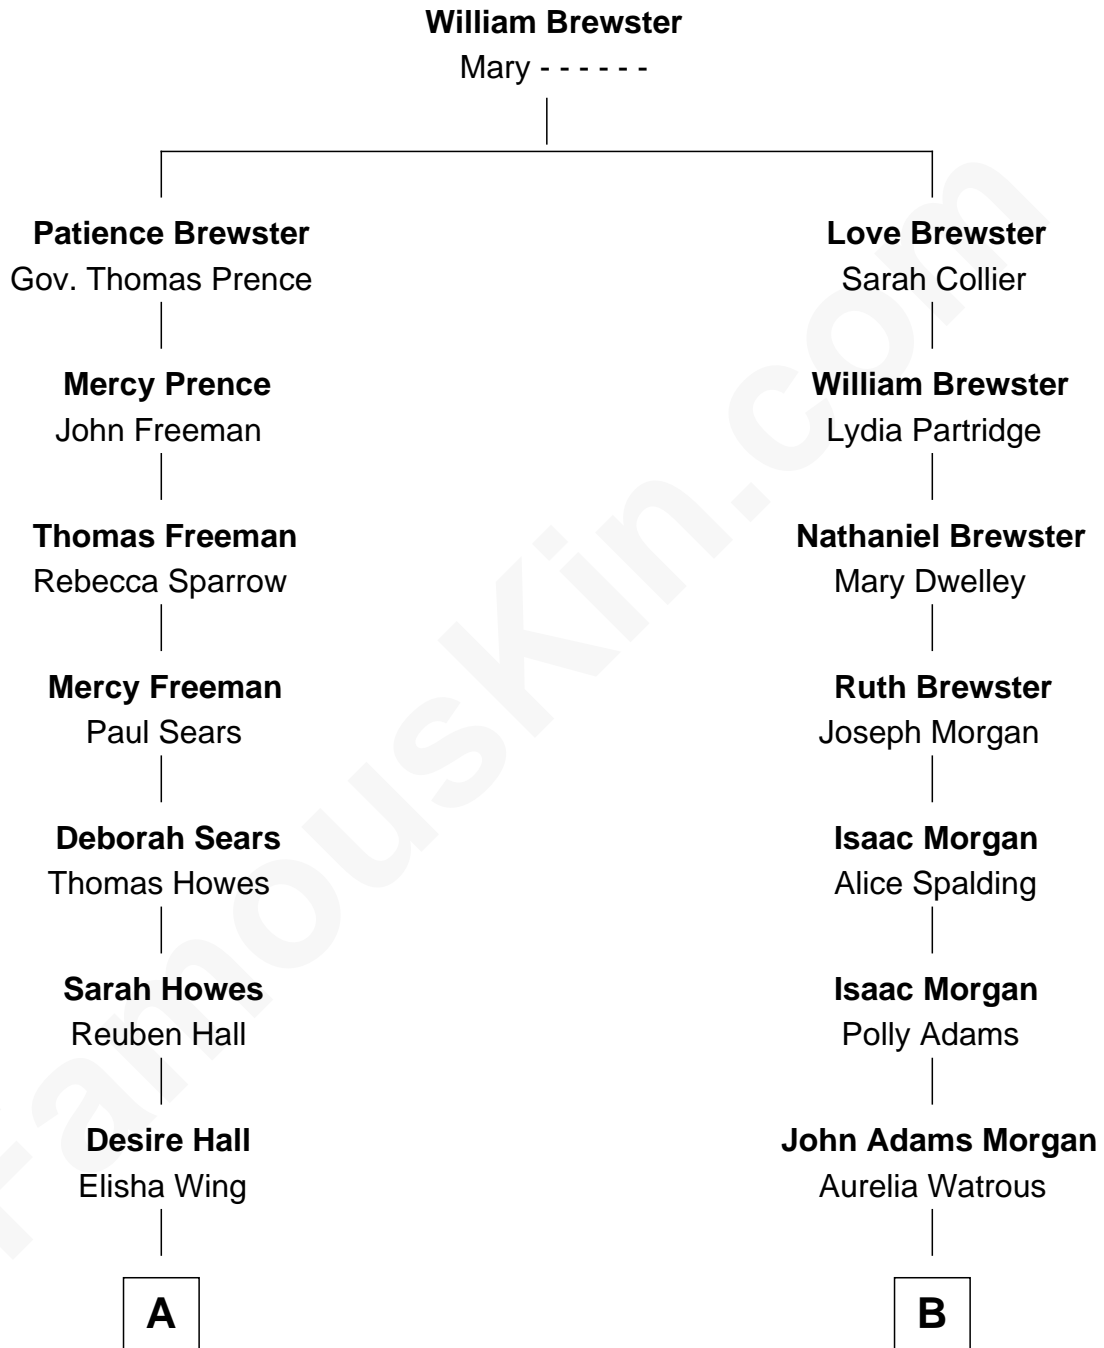 William Brewster
Mary - - - - - -
Patience Brewster
Gov. Thomas Prence
Love Brewster
Sarah Collier
Mercy Prence
John Freeman
William Brewster
Lydia Partridge
Thomas Freeman
Rebecca Sparrow
Nathaniel Brewster
Mary Dwelley
Mercy Freeman
Paul Sears
Ruth Brewster
Joseph Morgan
Deborah Sears
Thomas Howes
Isaac Morgan
Alice Spalding
Sarah Howes
Reuben Hall
Isaac Morgan
Polly Adams
Desire Hall
Elisha Wing
John Adams Morgan
Aurelia Watrous
A
B
FamousKin.com